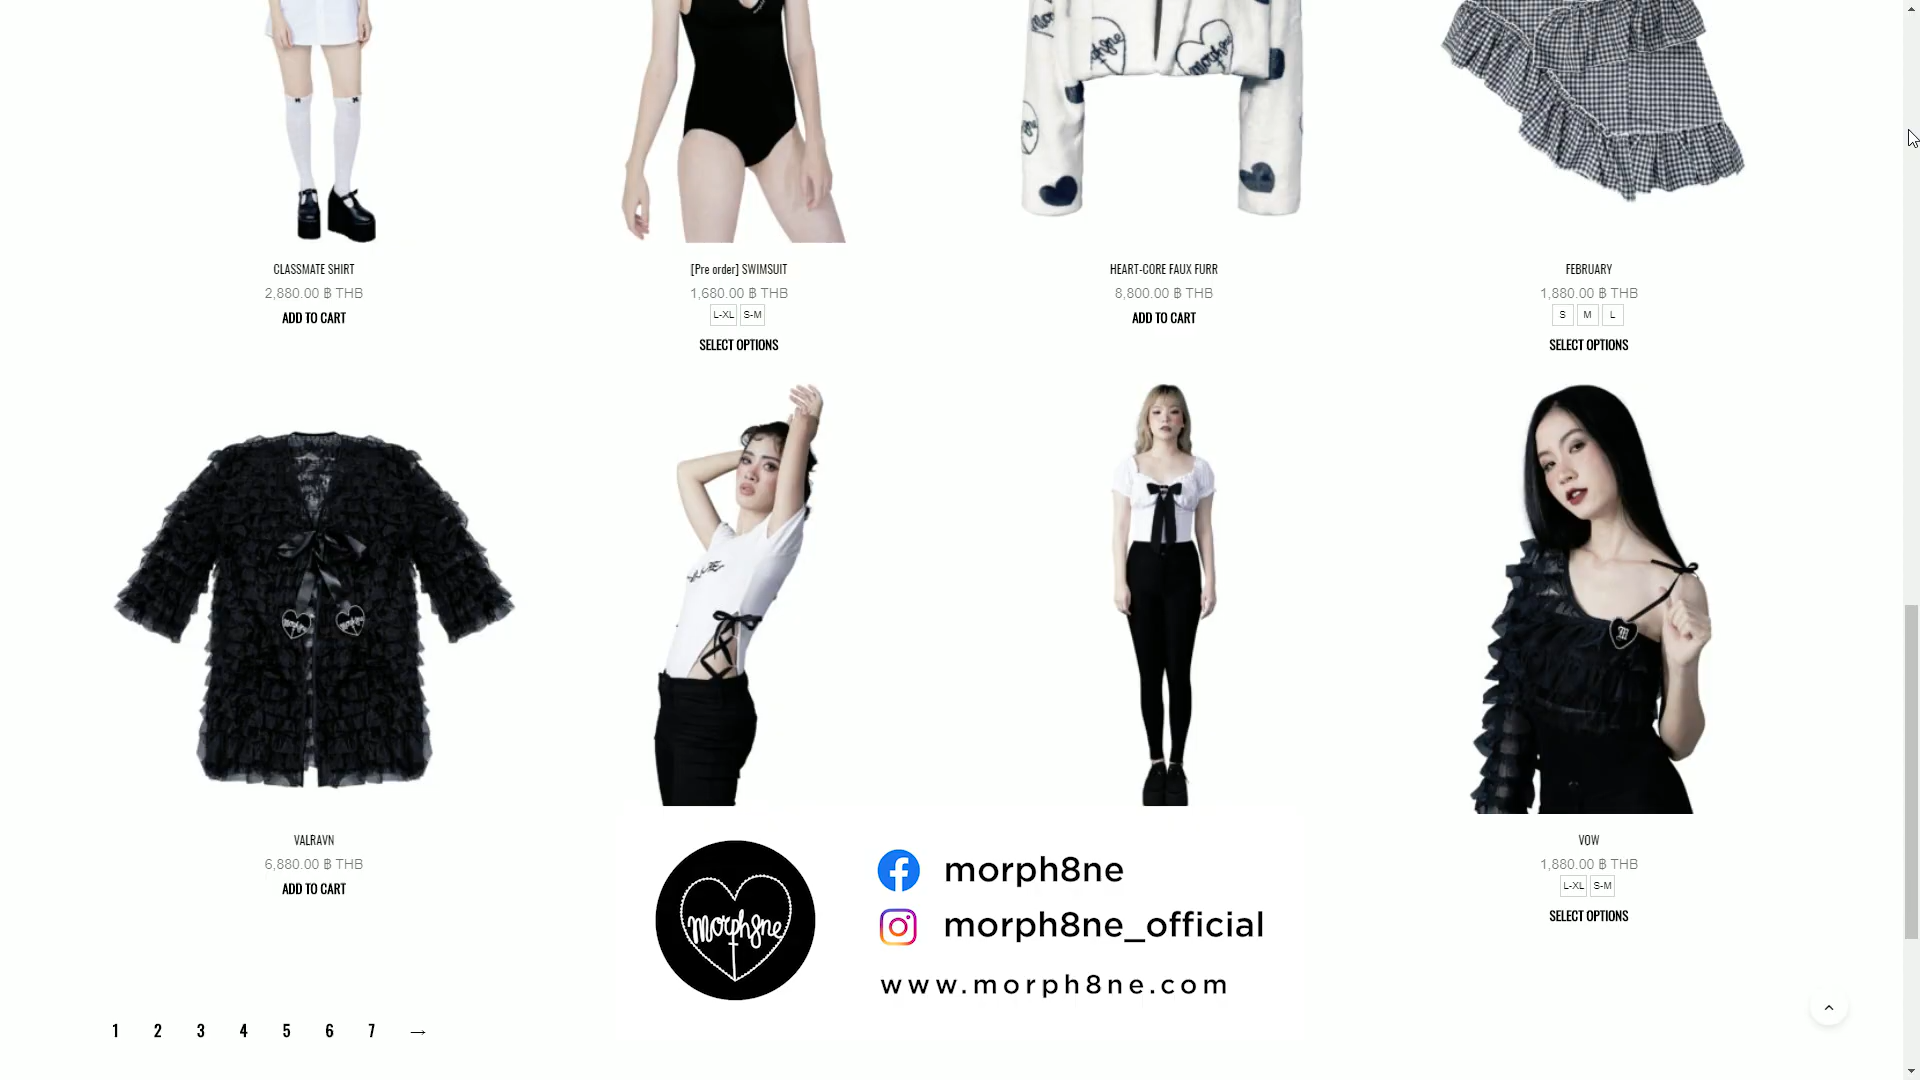 CLASSMATE SHIRT
2,880.00 ฿ THB
ADD TO CART
[Pre order] SWIMSUIT
1,680.00 ฿ THB
L-XL S-M
SELECT OPTIONS
HEART-CORE FAUX FURR
8,800.00 ฿ THB
ADD TO CART
FEBRUARY
1,880.00 ฿ THB
S M L
SELECT OPTIONS
VALRAVN
6,880.00 ฿ THB
ADD TO CART
VOW
1,880.00 ฿ THB
L-XL S-M
SELECT OPTIONS
morph8ne
morph8ne
morph8ne_official
www.morph8ne.com
1 2 3 4 5 6 7 →